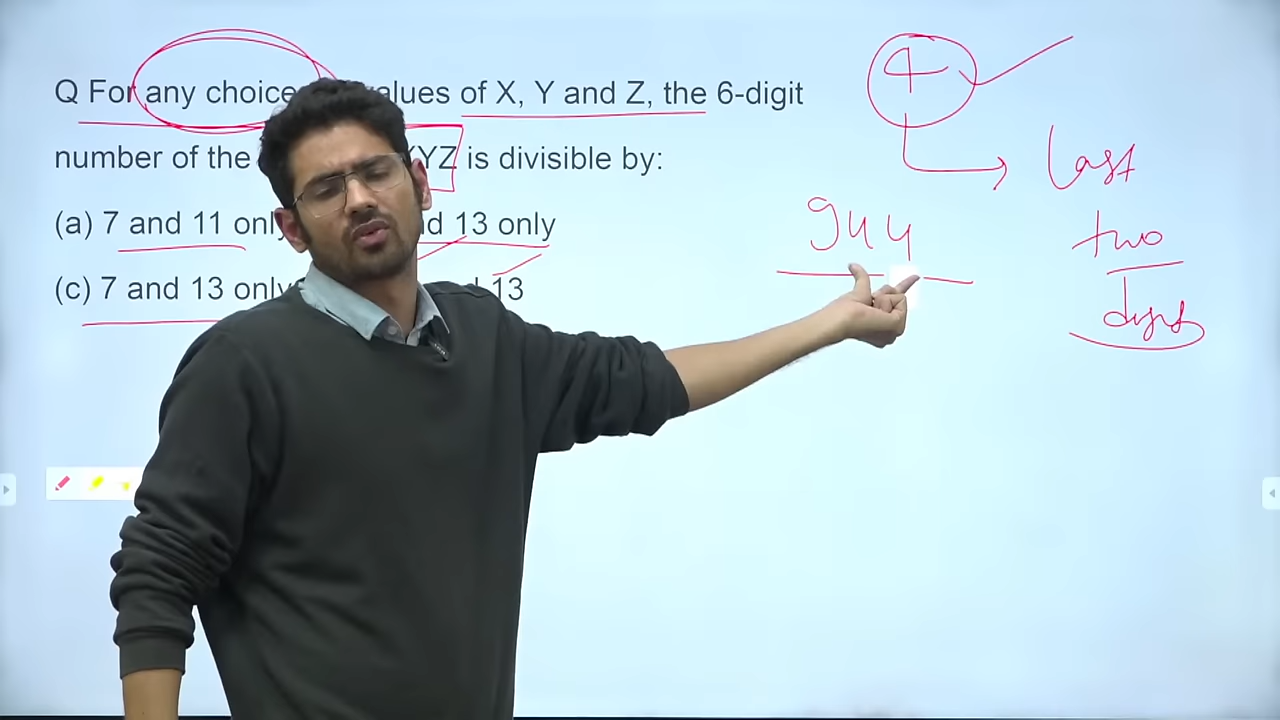 Q For any choice values of X, Y and Z, the 6-digit
number of the YZ is divisible by:
(a) 7 and 11 only d 13 only
(c) 7 and 13 only d 13
4
last
two
digits
944